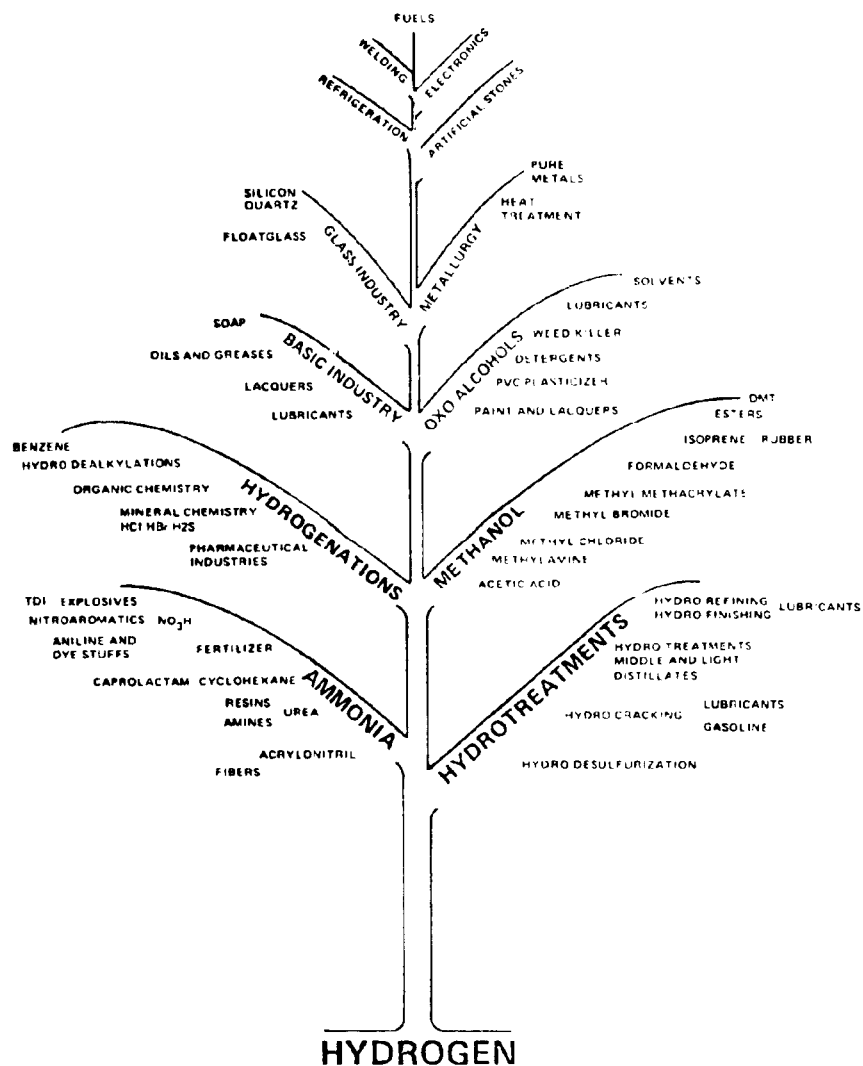 FUELS
WELDING
ELECTRONICS
REFRIGERATION
ARTIFICIAL STONES
PURE
METALS
HEAT
TREATMENT
METALLURGY
SILICON
QUARTZ
FLOATGLASS
GLASS INDUSTRY
SOLVENTS
LUBRICANTS
WEED KILLER
DETERGENTS
PVC PLASTICIZER
PAINT AND LACQUERS
OXO ALCOHOLS
SOAP
OILS AND GREASES
LACQUERS
LUBRICANTS
BASIC INDUSTRY
DMT
ESTERS
ISOPRENE RUBBER
FORMALDEHYDE
METHYL METHACRYLATE
METHYL BROMIDE
METHYL CHLORIDE
METHYLAMINE
ACETIC ACID
METHANOL
BENZENE
HYDRO DEALKYLATIONS
ORGANIC CHEMISTRY
MINERAL CHEMISTRY
HCl HBr H2S
PHARMACEUTICAL
INDUSTRIES
HYDROGENATIONS
TDI EXPLOSIVES
NITROAROMATICS NO3H
ANILINE AND
DYE STUFFS
FERTILIZER
CAPROLACTAM CYCLOHEXANE
RESINS
AMINES
UREA
ACRYLONITRIL
FIBERS
AMMONIA
HYDRO REFINING
HYDRO FINISHING
LUBRICANTS
HYDRO TREATMENTS
MIDDLE AND LIGHT
DISTILLATES
HYDRO CRACKING
LUBRICANTS
GASOLINE
HYDRO DESULFURIZATION
HYDROTREATMENTS
HYDROGEN